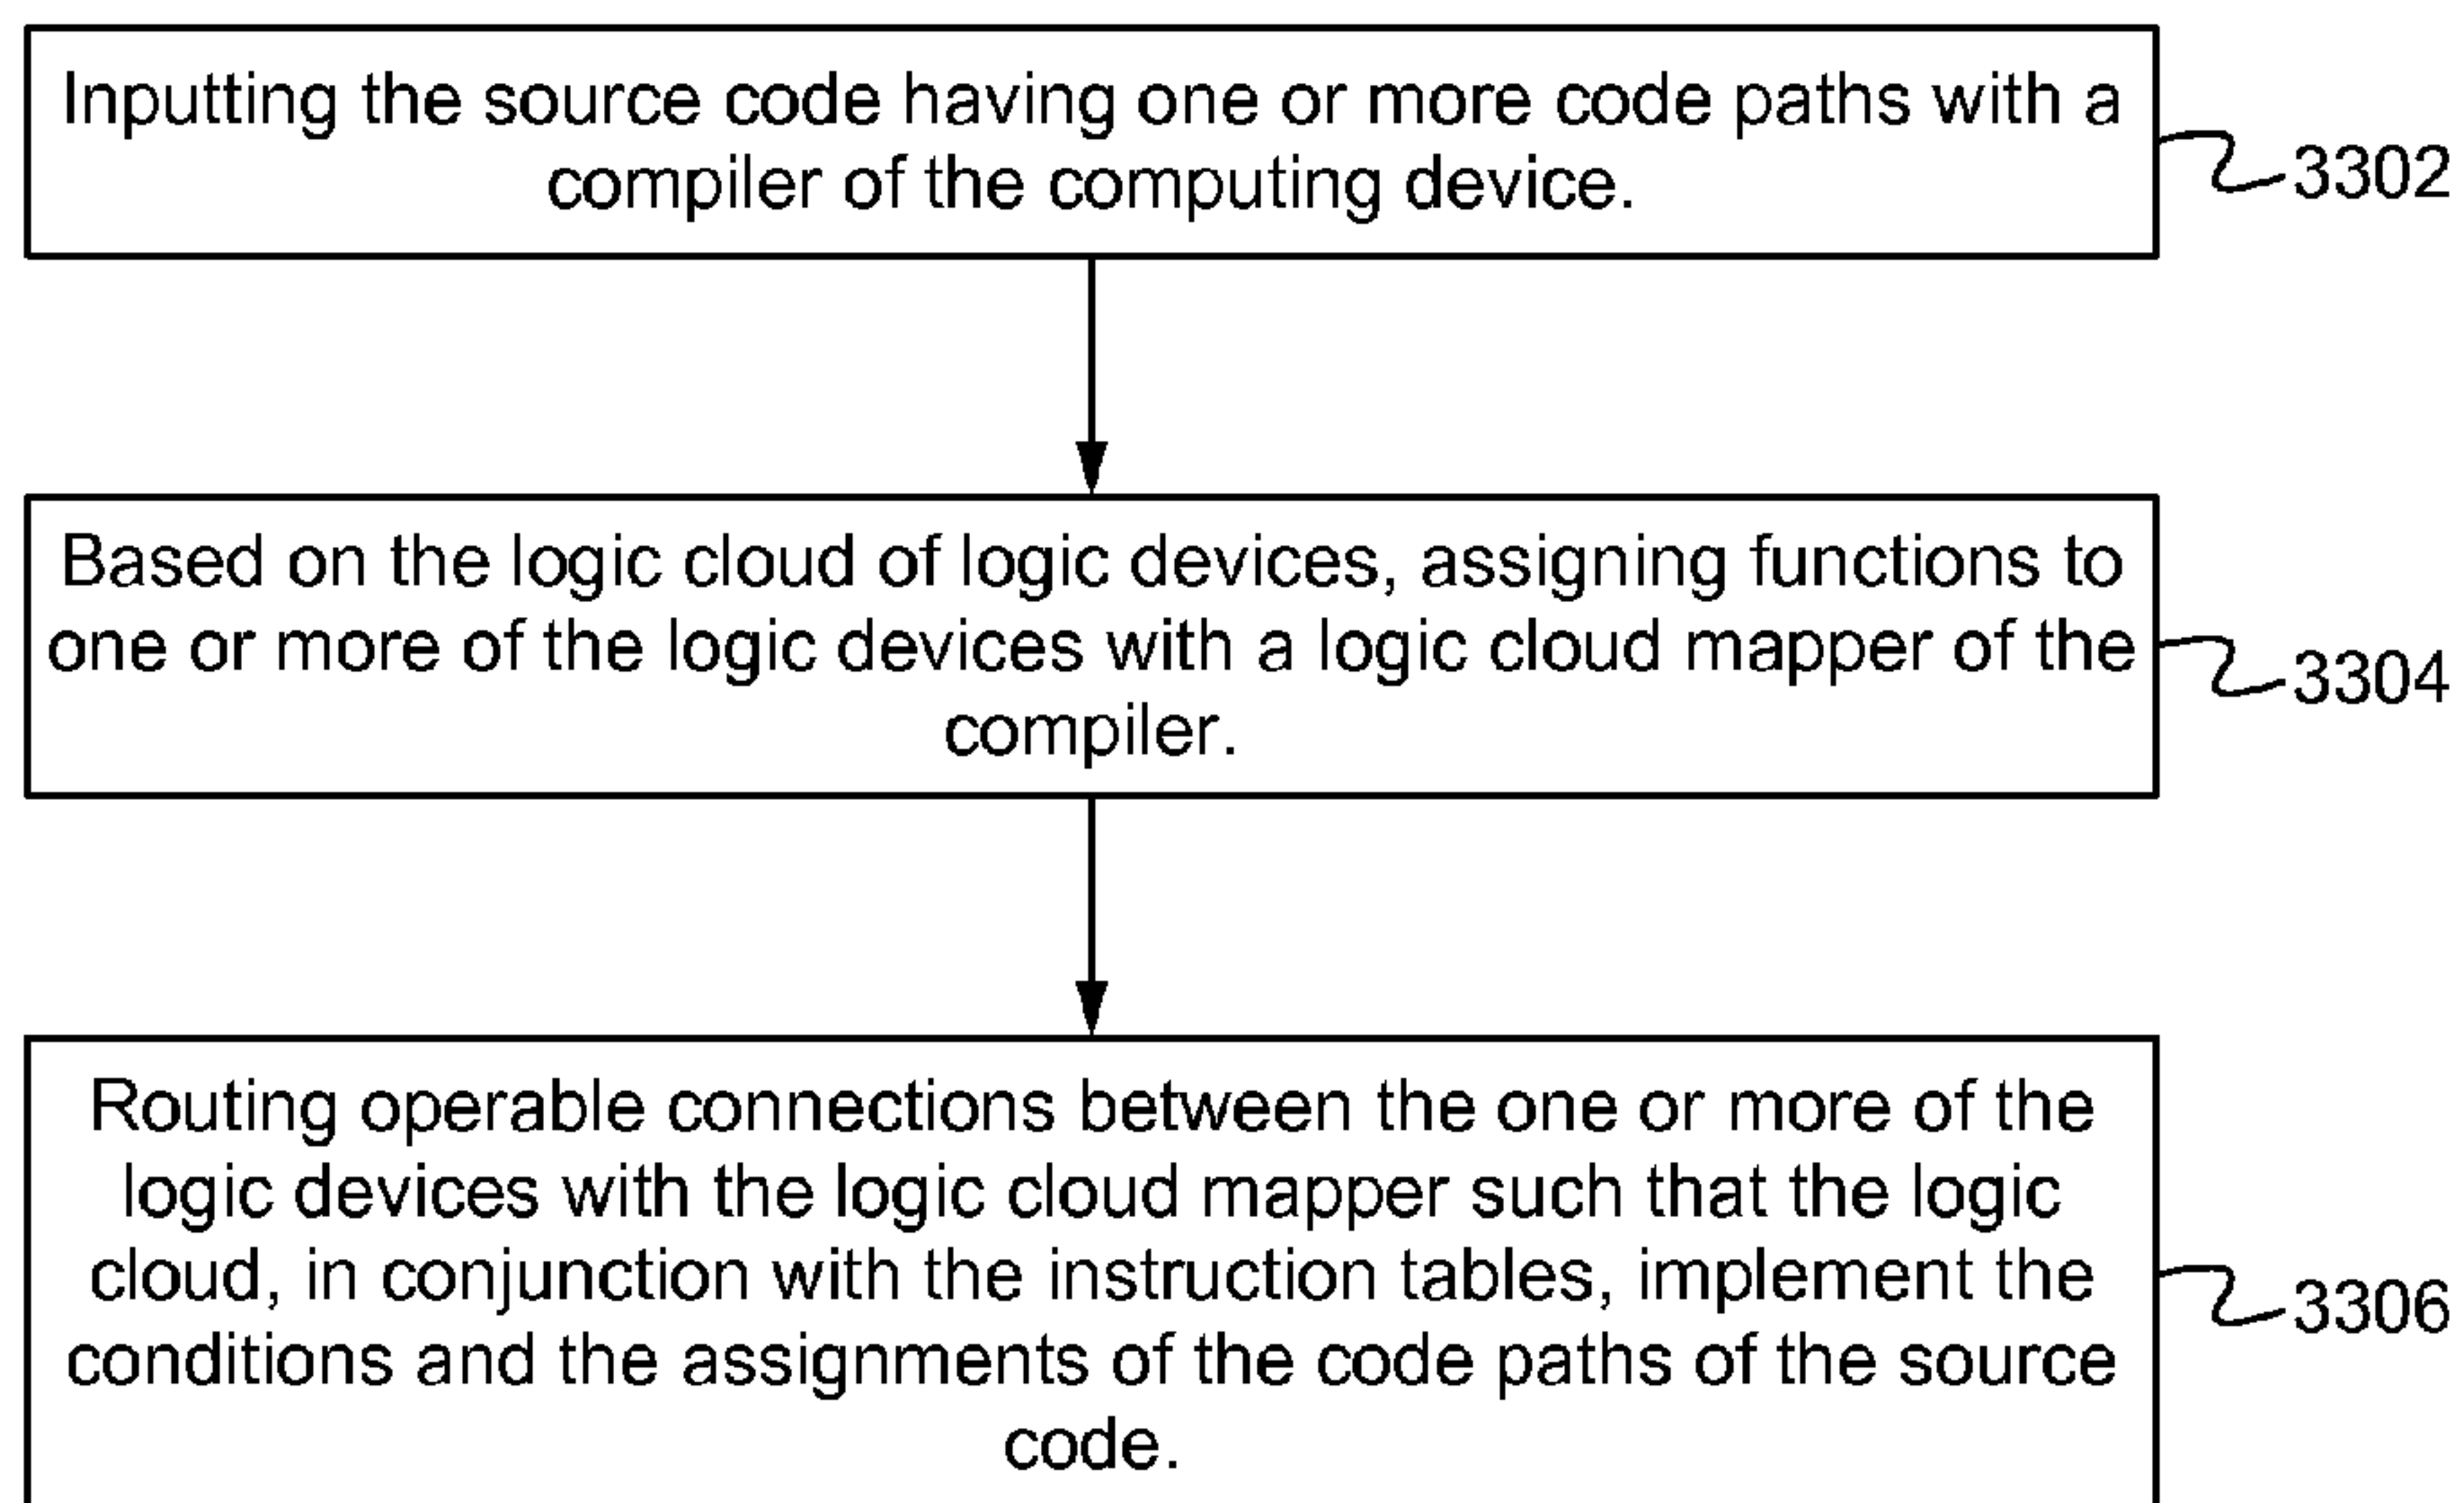 Inputting the source code having one or more code paths with a
compiler of the computing device.
3302
Based on the logic cloud of logic devices, assigning functions to
one or more of the logic devices with a logic cloud mapper of the
compiler.
3304
Routing operable connections between the one or more of the
logic devices with the logic cloud mapper such that the logic
cloud, in conjunction with the instruction tables, implement the
conditions and the assignments of the code paths of the source
code.
3306